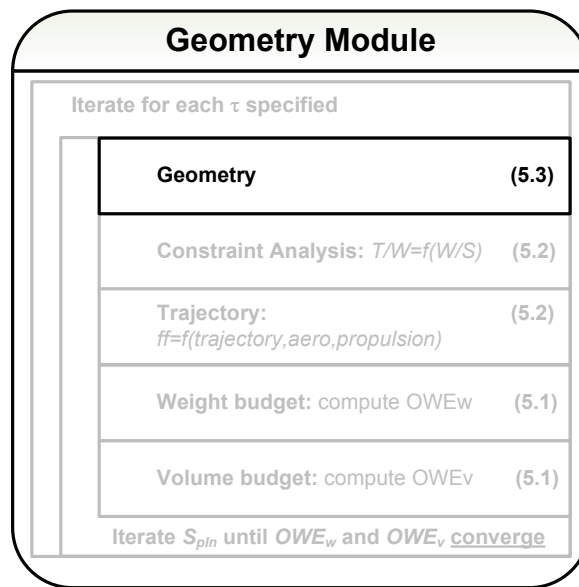 Geometry Module
Iterate for each τ specified
Geometry (5.3)
Constraint Analysis: T/W=f(W/S) (5.2)
Trajectory: (5.2)
ff=f(trajectory,aero,propulsion)
Weight budget: compute OWEw (5.1)
Volume budget: compute OWEv (5.1)
Iterate Spln until OWEw and OWEv converge